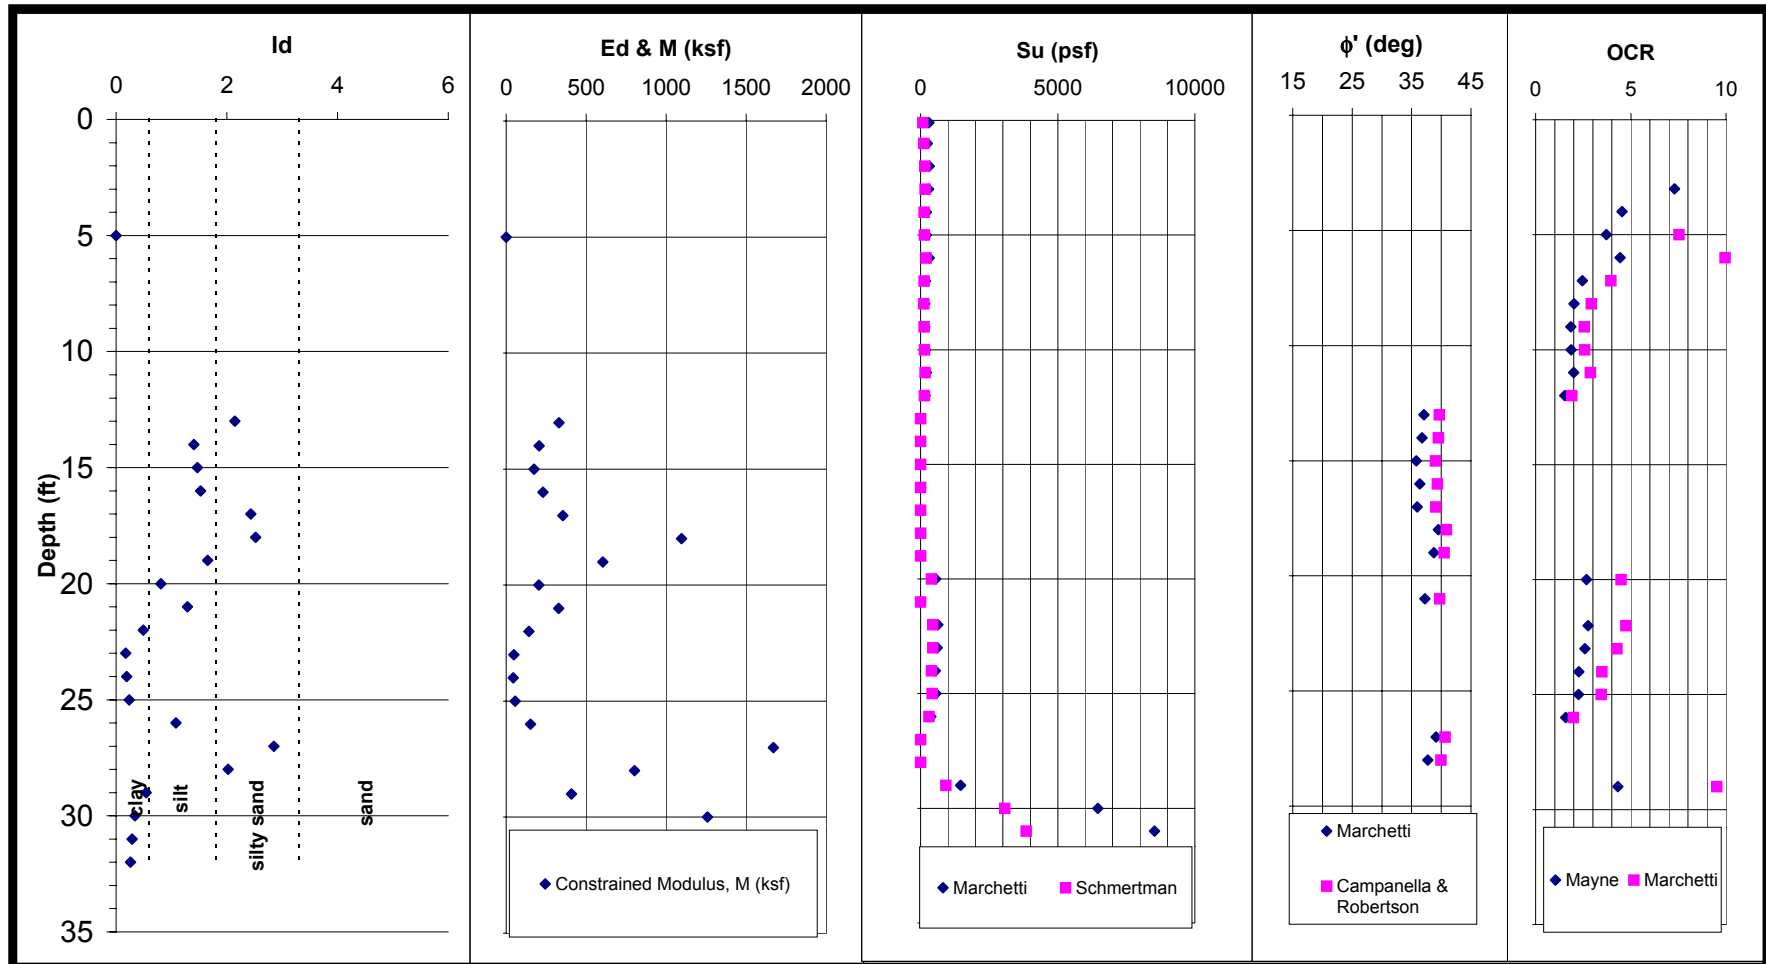 Id
Ed & M (ksf)
Su (psf)
ϕ' (deg)
OCR
0 2 4 6
0 500 1000 1500 2000
0 5000 10000
15 25 35 45
0 5 10
Depth (ft)
0
5
10
15
20
25
30
35
clay
silt
silty sand
sand
Constrained Modulus, M (ksf)
Marchetti Schmertman
Marchetti
Campanella &
Robertson
Mayne Marchetti